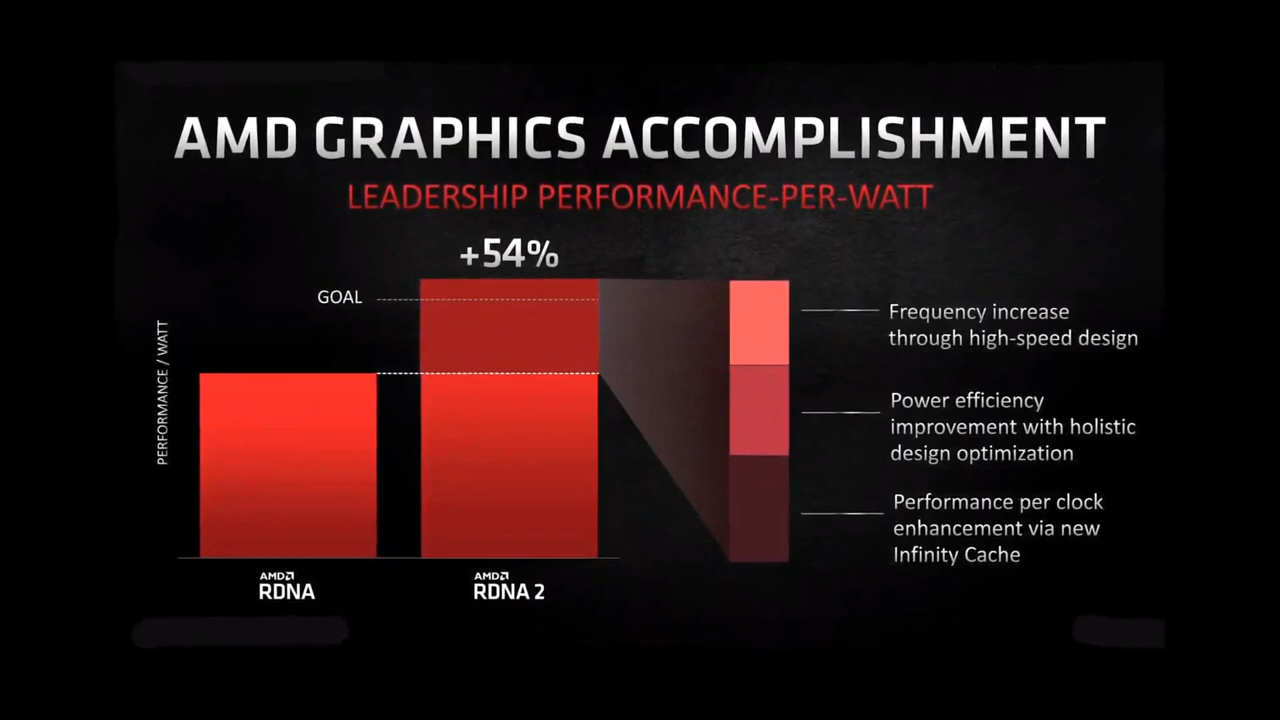 AMD GRAPHICS ACCOMPLISHMENT
LEADERSHIP PERFORMANCE-PER-WATT
+54%
GOAL
PERFORMANCE / WATT
Frequency increase
through high-speed design
Power efficiency
improvement with holistic
design optimization
Performance per clock
enhancement via new
Infinity Cache
AMD
RDNA
AMD
RDNA 2